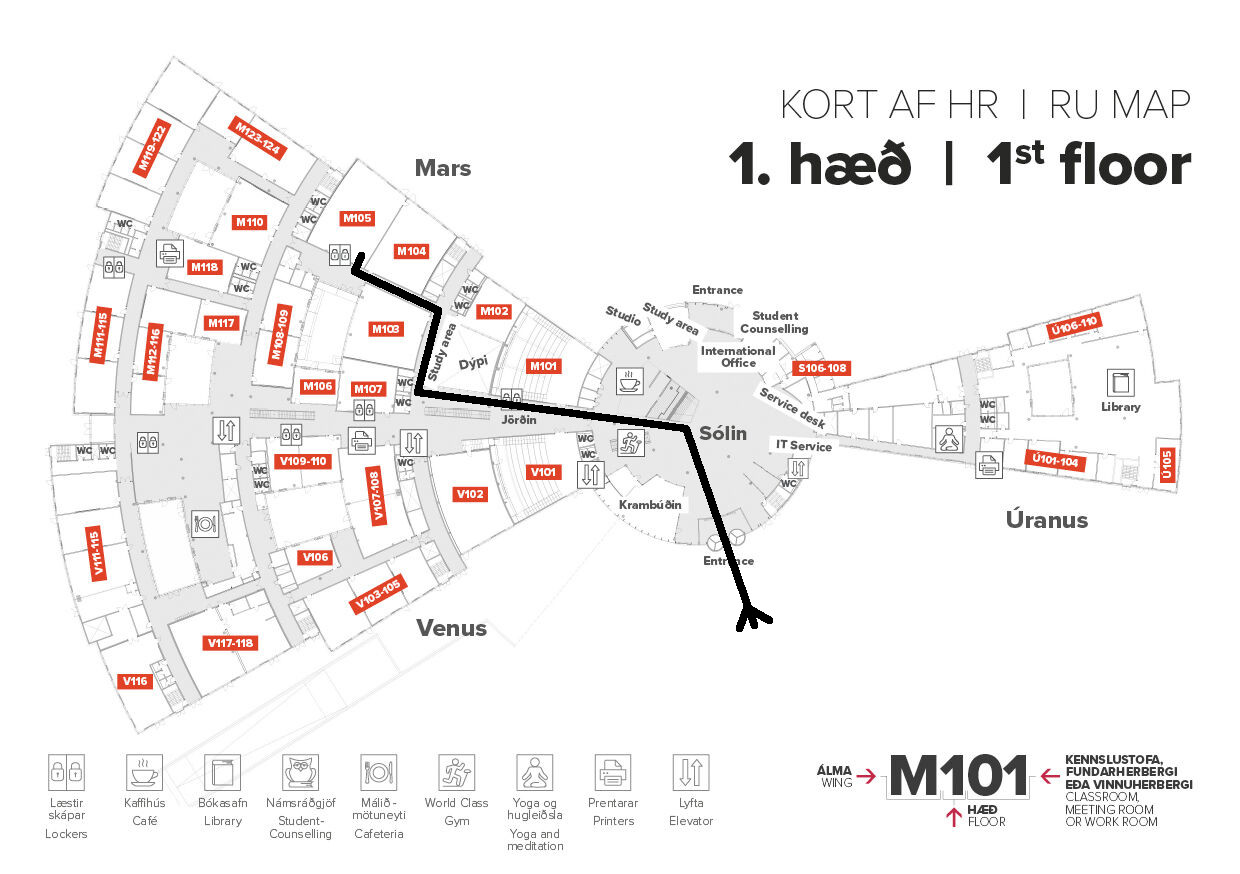 KORT AF HR | RU MAP
1. hæð | 1st floor
Mars
M119-122
M123-124
WC
M110
WC
WC
M105
M104
M118
WC
WC
M111-115
M112-116
M117
M108-109
M103
M106
M107
WC
WC
Study area
WC
WC
M102
Dýpi
M101
Jörðin
Studio
Study area
Entrance
Student
Counselling
International
Office
S106-108
Service desk
Sólin
IT Service
WC
WC
WC
Krambúðin
Entrance
Ú106-110
WC
WC
Library
Ú101-104
Ú105
Úranus
WC
WC
V109-110
WC
WC
V107-108
WC
V102
V101
V111-115
V106
V103-105
Venus
V117-118
V116
Læstir
skápar
Lockers
Kaffihús
Café
Bókasafn
Library
Námsráðgjöf
Student-
Counselling
Málið -
mötuneyti
Cafeteria
World Class
Gym
Yoga og
hugleiðsla
Yoga and
meditation
Prentarar
Printers
Lyfta
Elevator
ÁLMA
WING
M101
HÆÐ
FLOOR
KENNSLUSTOFA,
FUNDARHERBERGI
EÐA VINNUHERBERGI
CLASSROOM,
MEETING ROOM
OR WORK ROOM